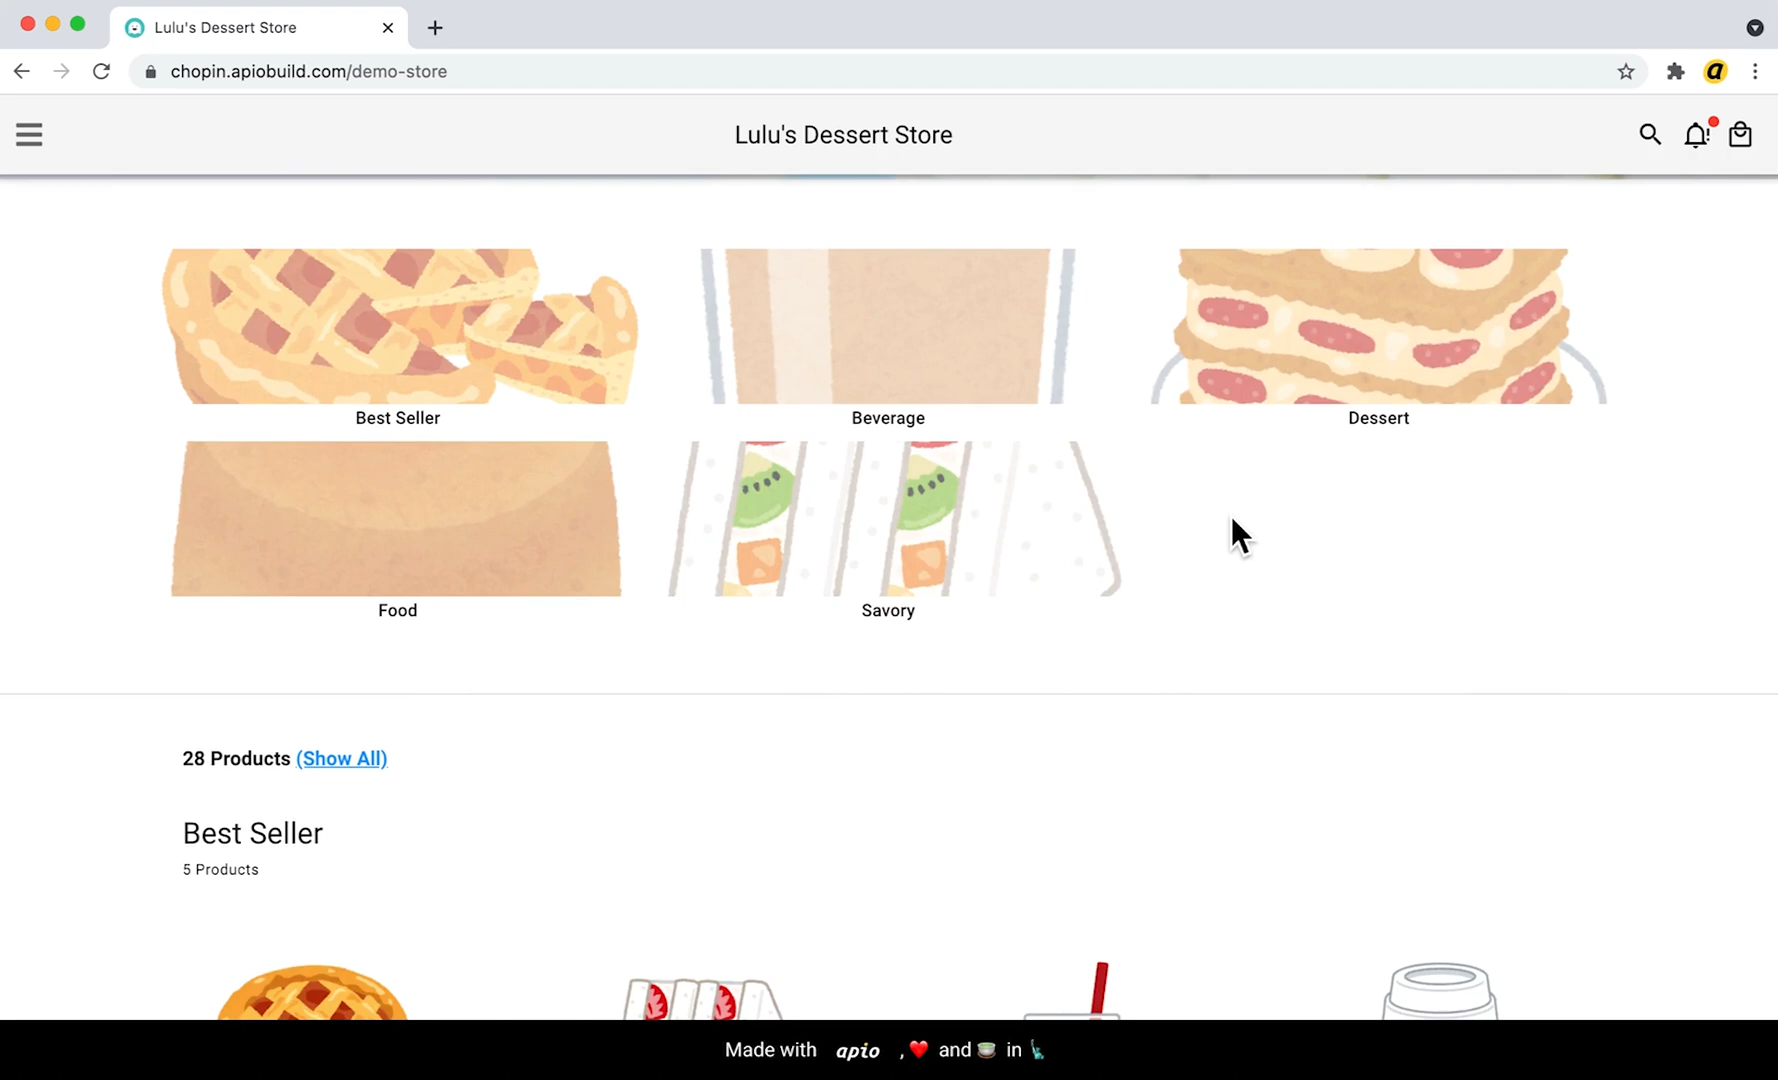 Lulu's Dessert Store
chopin.apiobuild.com/demo-store
a
Lulu's Dessert Store
Best Seller
Beverage
Dessert
Food
Savory
28 Products (Show All)
Best Seller
5 Products
Made with apio , ❤️ and 🍵 in 🗽